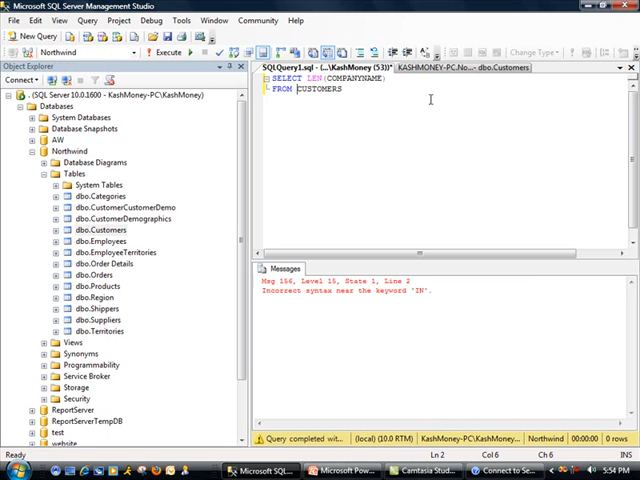 Microsoft SQL Server Management Studio
File Edit View Query Project Debug Tools Window Community Help
New Query
Northwind Execute
Object Explorer
Connect
. (SQL Server 10.0.1600 - KashMoney-PC\KashMoney)
Databases
System Databases
Database Snapshots
AW
Northwind
Database Diagrams
Tables
System Tables
dbo.Categories
dbo.CustomerCustomerDemo
dbo.CustomerDemographics
dbo.Customers
dbo.Employees
dbo.EmployeeTerritories
dbo.Order Details
dbo.Orders
dbo.Products
dbo.Region
dbo.Shippers
dbo.Suppliers
dbo.Territories
Views
Synonyms
Programmability
Service Broker
Storage
Security
ReportServer
ReportServerTempDB
test
website
SQLQuery1.sql - (...\KashMoney (53))* KASHMONEY-PC.No...- dbo.Customers
SELECT LEN(COMPANYNAME)
FROM CUSTOMERS
Messages
Msg 156, Level 15, State 1, Line 2
Incorrect syntax near the keyword 'IN'.
Query completed wit... (local) (10.0 RTM) KashMoney-PC\KashMoney... Northwind 00:00:00 0 rows
Ready Ln 2 Col 6 Ch 6 INS
Microsoft SQL... Microsoft Pow... Camtasia Studi... Connect to Se... 5:54 PM